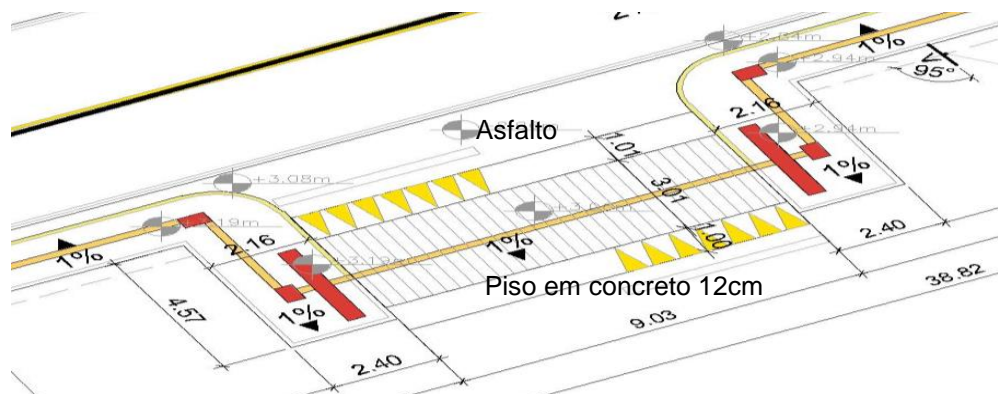 1%
+2.94m
95°
2.16
+2.94m
Asfalto
1.01
+3.08m
3.01
1%
1%
2.16
1%
1.00
2.40
+3.19m
Piso em concreto 12cm
38.82
4.57
1%
9.03
2.40